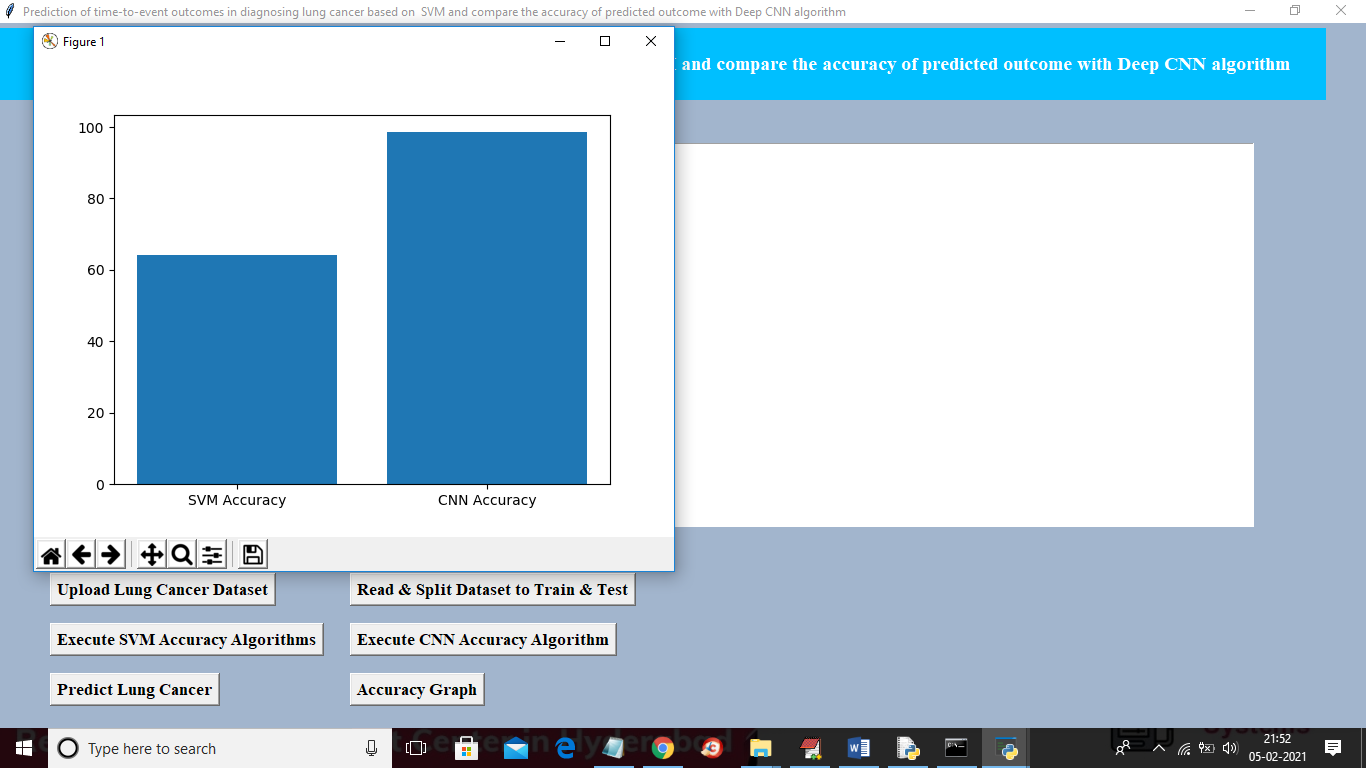 Prediction of time-to-event outcomes in diagnosing lung cancer based on  SVM and compare the accuracy of predicted outcome with Deep CNN algorithm
Figure 1
and compare the accuracy of predicted outcome with Deep CNN algorithm
100
80
60
40
20
0
SVM Accuracy
CNN Accuracy
Upload Lung Cancer Dataset
Read & Split Dataset to Train & Test
Execute SVM Accuracy Algorithms
Execute CNN Accuracy Algorithm
Predict Lung Cancer
Accuracy Graph
Type here to search
21:52
05-02-2021